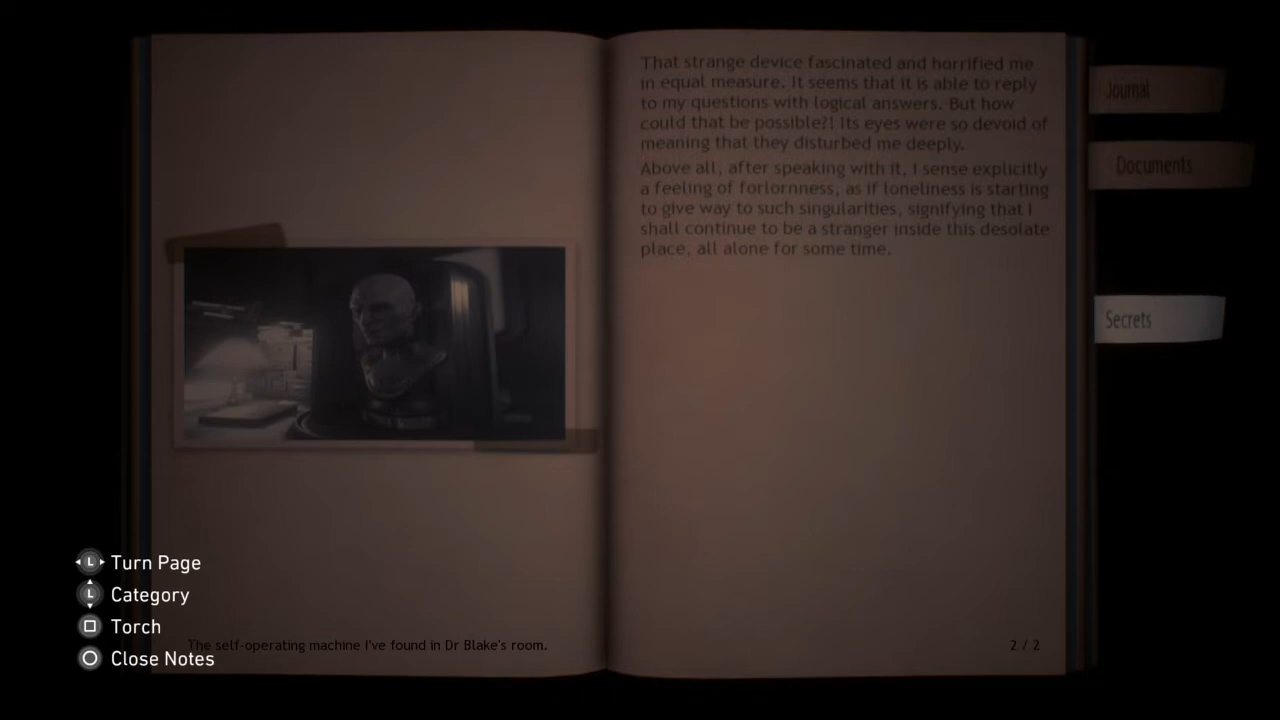 That strange device fascinated and horrified me
in equal measure. It seems that it is able to reply
to my questions with logical answers. But how
could that be possible?! Its eyes were so devoid of
meaning that they disturbed me deeply.
Above all, after speaking with it, I sense explicitly
a feeling of forlornness, as if loneliness is starting
to give way to such singularities, signifying that I
shall continue to be a stranger inside this desolate
place, all alone for some time.
Journal
Documents
Secrets
L Turn Page
L Category
Torch
The self-operating machine I've found in Dr Blake's room.
2 / 2
Close Notes